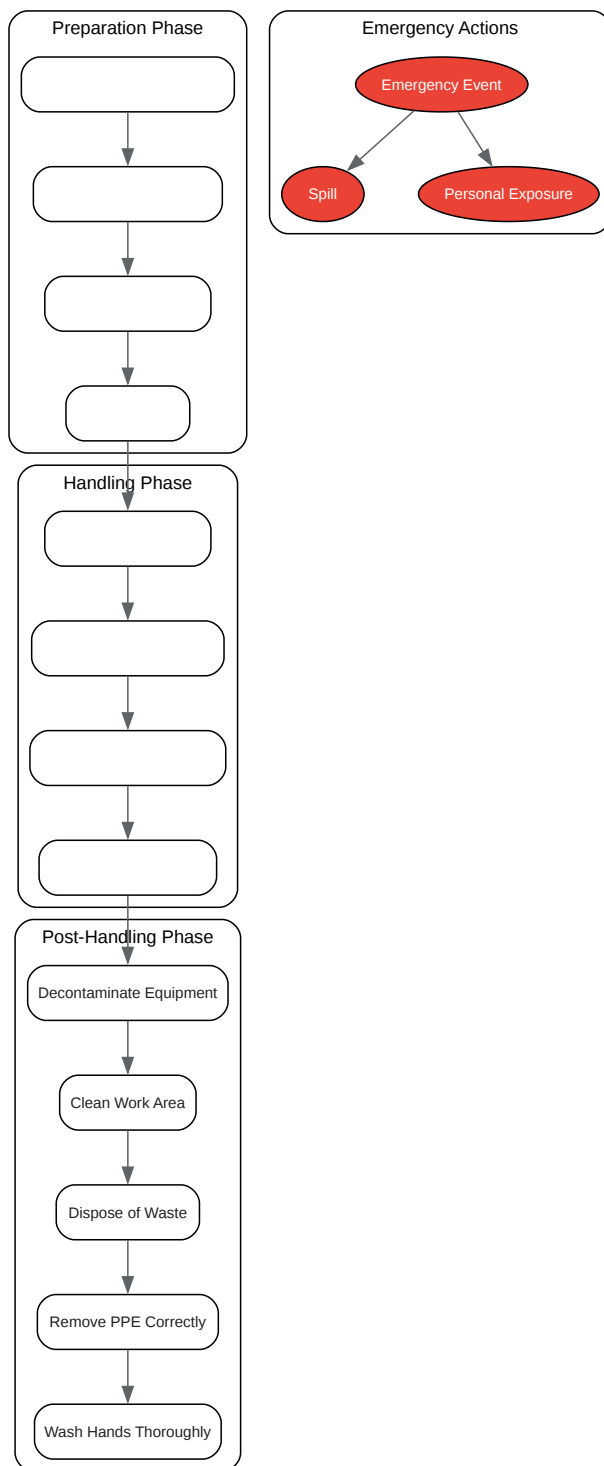 Preparation Phase
Emergency Actions
Emergency Event
Spill
Personal Exposure
Handling Phase
Post-Handling Phase
Decontaminate Equipment
Clean Work Area
Dispose of Waste
Remove PPE Correctly
Wash Hands Thoroughly